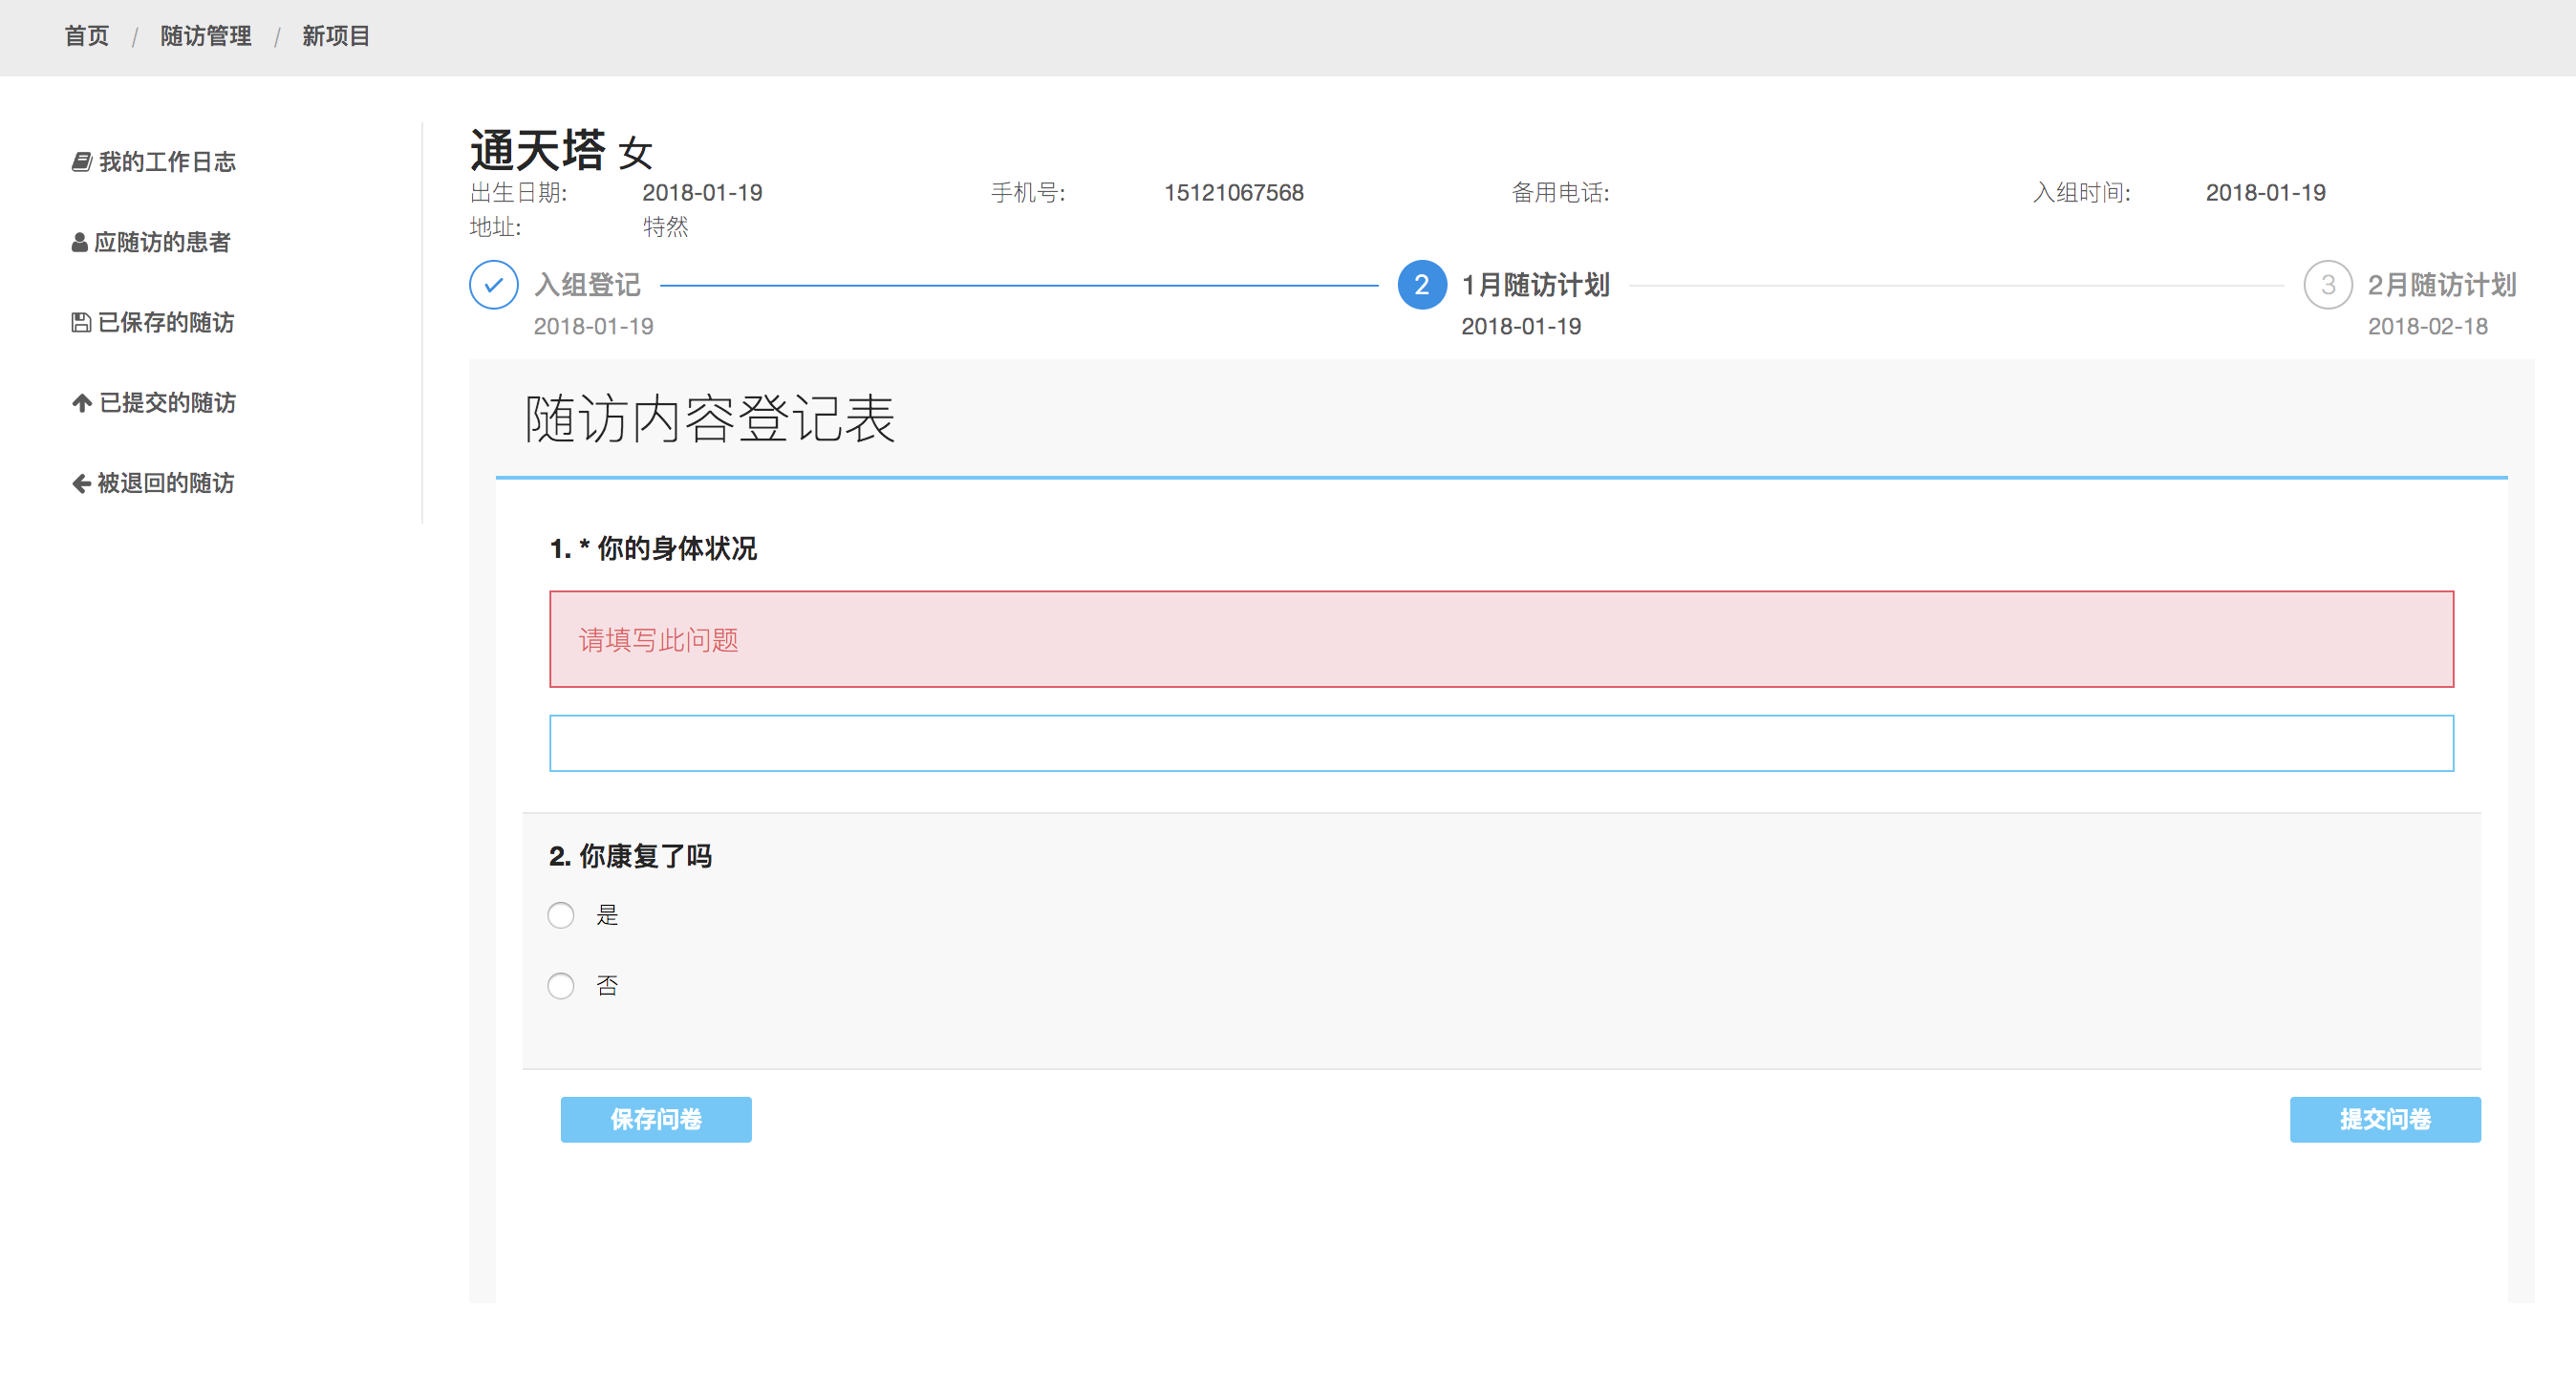 首页 / 随访管理 / 新项目
我的工作日志
应随访的患者
已保存的随访
已提交的随访
被退回的随访
通天塔 女
出生日期: 2018-01-19 手机号: 15121067568 备用电话: 入组时间: 2018-01-19
地址: 特然
入组登记 2 1月随访计划 3 2月随访计划
2018-01-19 2018-01-19 2018-02-18
随访内容登记表
1. * 你的身体状况
请填写此问题
2. 你康复了吗
是
否
保存问卷 提交问卷